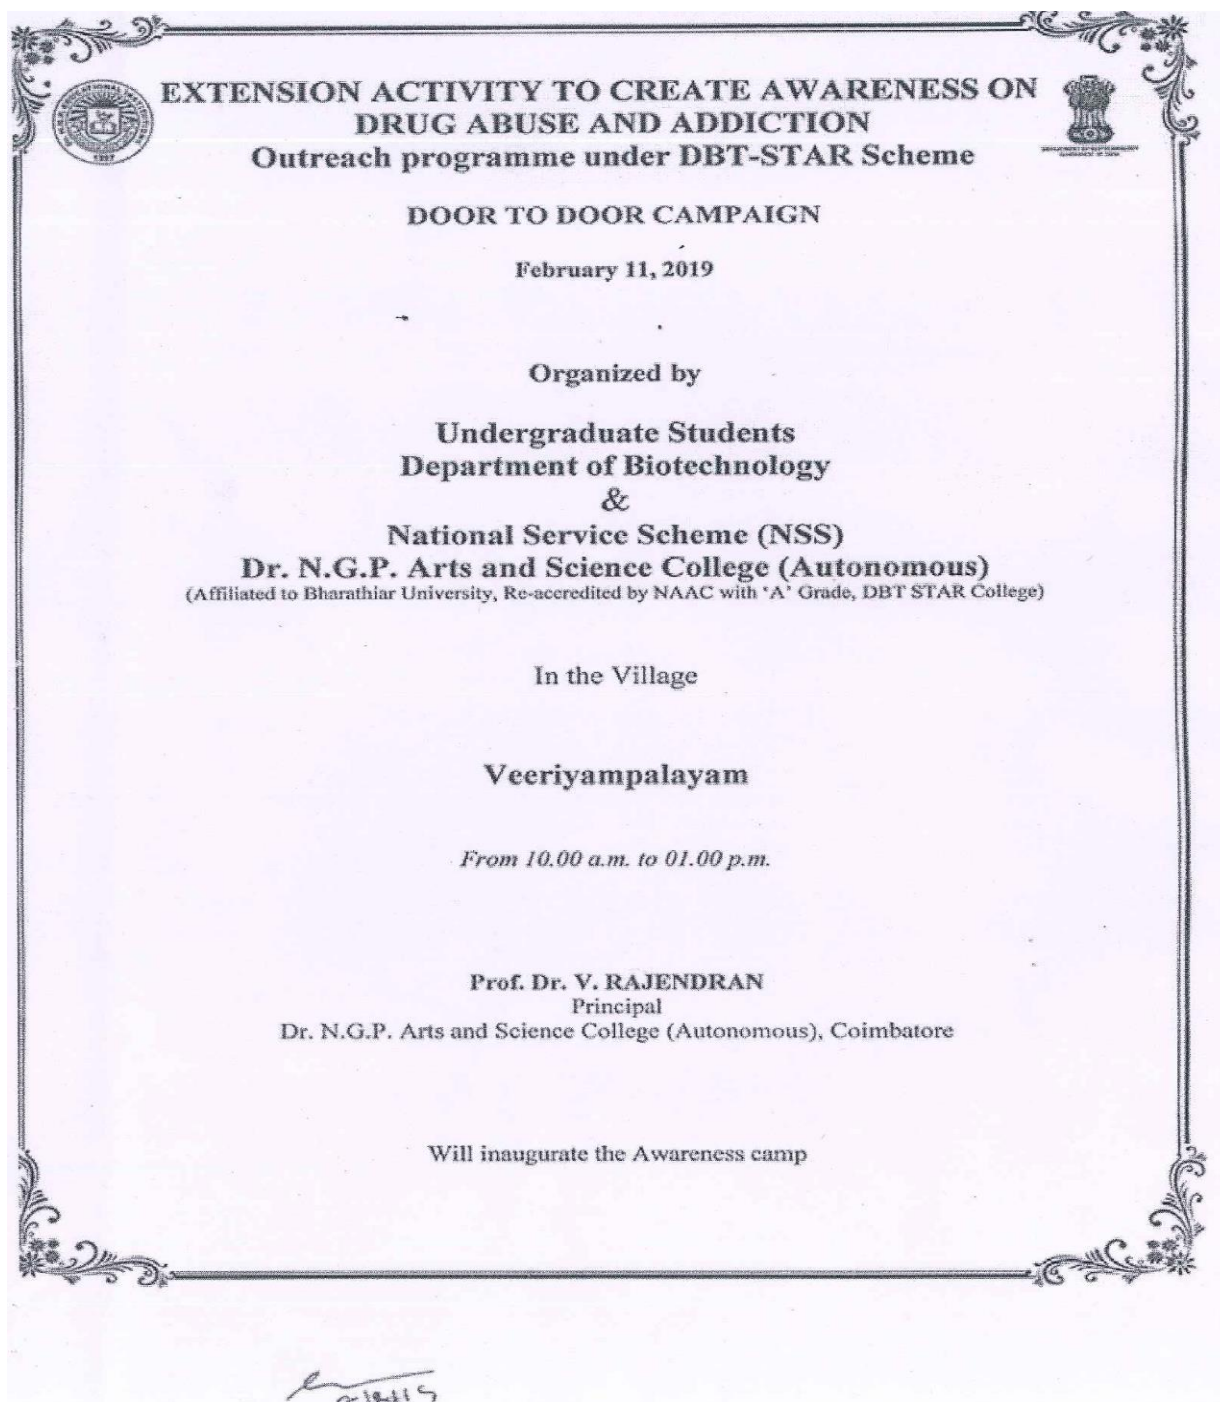 EXTENSION ACTIVITY TO CREATE AWARENESS ON
DRUG ABUSE AND ADDICTION
Outreach programme under DBT-STAR Scheme
DOOR TO DOOR CAMPAIGN
February 11, 2019
Organized by
Undergraduate Students
Department of Biotechnology
&
National Service Scheme (NSS)
Dr. N.G.P. Arts and Science College (Autonomous)
(Affiliated to Bharathiar University, Re-accredited by NAAC with 'A' Grade, DBT STAR College)
In the Village
Veeriyampalayam
From 10.00 a.m. to 01.00 p.m.
Prof. Dr. V. RAJENDRAN
Principal
Dr. N.G.P. Arts and Science College (Autonomous), Coimbatore
Will inaugurate the Awareness camp